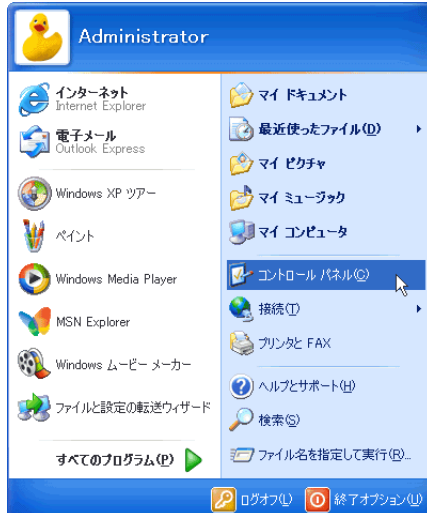 Administrator
インターネット
Internet Explorer
電子メール
Outlook Express
Windows XP ツアー
ペイント
Windows Media Player
MSN Explorer
Windows ムービー メーカー
ファイルと設定の転送ウィザード
すべてのプログラム(P)
マイ ドキュメント
最近使ったファイル(D)
マイ ピクチャ
マイ ミュージック
マイ コンピュータ
コントロール パネル(C)
接続(T)
プリンタと FAX
ヘルプとサポート(H)
検索(S)
ファイル名を指定して実行(R)...
ログオフ(L)
終了オプション(U)